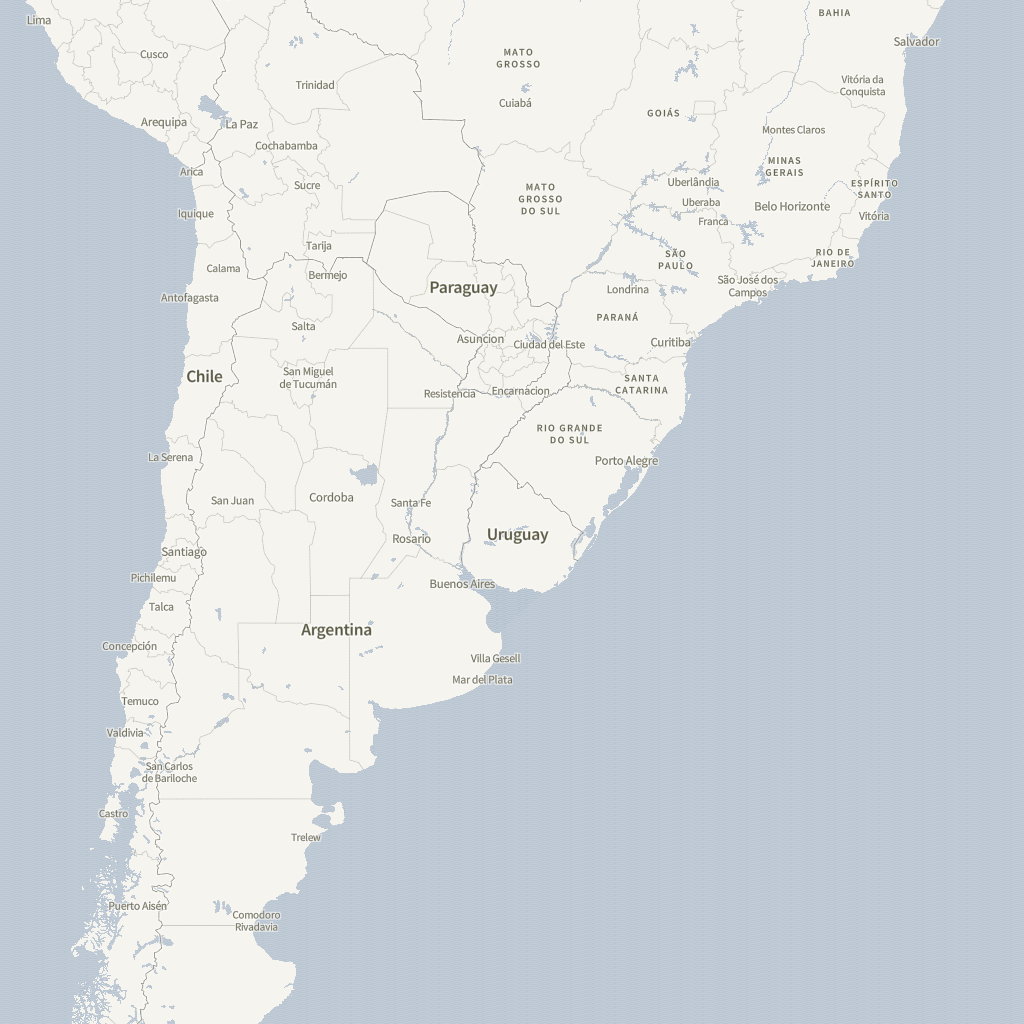 BAHIA
Lima
Salvador
Cusco
MATO
GROSSO
Trinidad
Vitória da
Conquista
Cuiabá
GOIÁS
Arequipa
La Paz
Montes Claros
Cochabamba
MINAS
GERAIS
Arica
Sucre
Uberlândia
ESPÍRITO
SANTO
MATO
GROSSO
DO SUL
Uberaba
Belo Horizonte
Iquique
Franca
Vitória
Tarija
SÃO
PAULO
RIO DE
JANEIRO
Calama
Bermejo
Paraguay
Londrina
São José dos
Campos
Antofagasta
Salta
PARANÁ
Asuncion
Ciudad del Este
Curitiba
Chile
San Miguel
de Tucumán
SANTA
CATARINA
Resistencia
Encarnacion
RIO GRANDE
DO SUL
La Serena
Porto Alegre
San Juan
Cordoba
Santa Fe
Rosario
Uruguay
Santiago
Pichilemu
Buenos Aires
Talca
Argentina
Concepción
Villa Gesell
Mar del Plata
Temuco
Valdivia
San Carlos
de Bariloche
Castro
Trelew
Puerto Aisén
Comodoro
Rivadavia